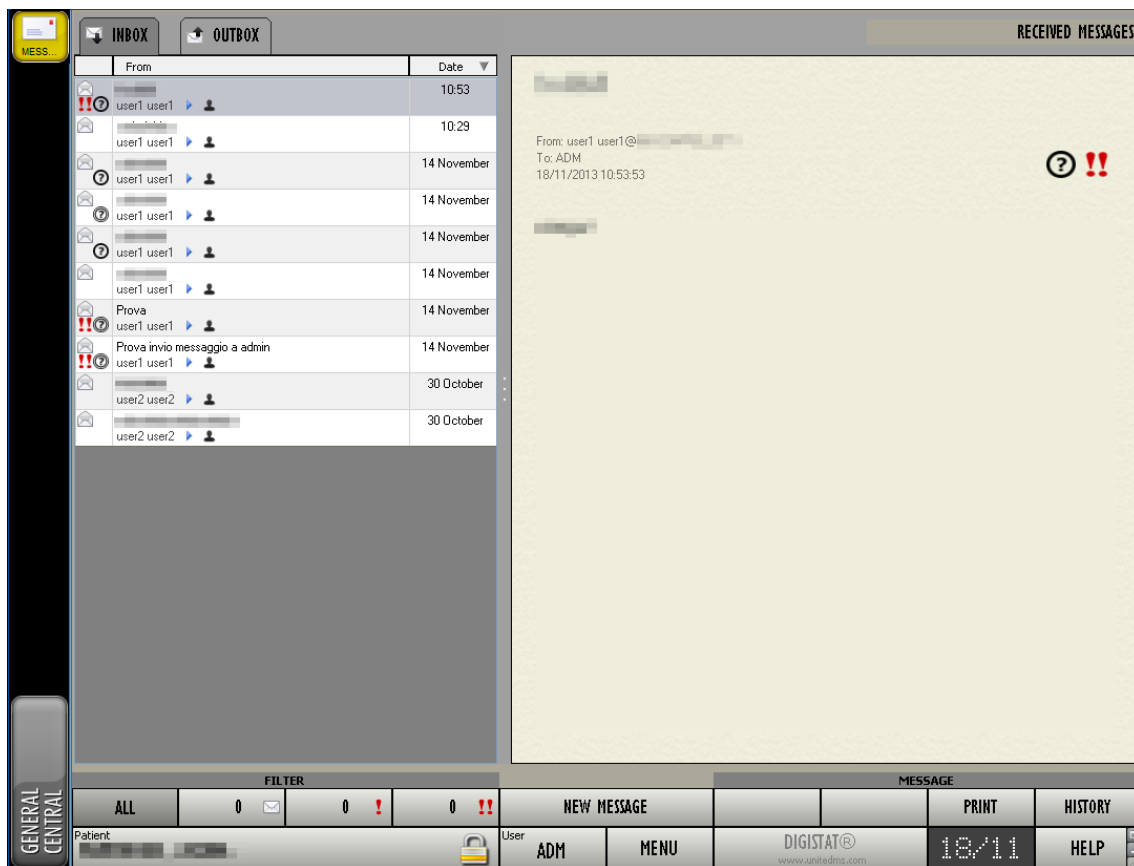 MESS...
INBOX
OUTBOX
RECEIVED MESSAGES
From
Date
10:53
user1 user1
10:29
user1 user1
14 November
user1 user1
14 November
user1 user1
14 November
user1 user1
14 November
user1 user1
Prova
14 November
user1 user1
Prova invio messaggio a admin
14 November
user1 user1
30 October
user2 user2
30 October
user2 user2
From: user1 user1@
To: ADM
18/11/2013 10:53:53
GENERAL
CENTRAL
FILTER
MESSAGE
ALL
0
0 !
0 !!
NEW MESSAGE
PRINT
HISTORY
Patient
User
ADM
MENU
DIGISTAT®
www.unitedms.com
18/11
HELP